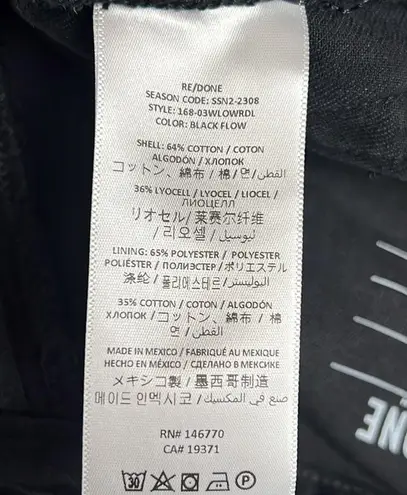 RE/DONE
SEASON CODE: SSN2-2308
STYLE: 168-03WLOWRDL
COLOR: BLACK FLOW
SHELL: 64% COTTON / COTON
ALGODÓN / ХЛОПОК
コットン、綿布 / 棉 /면/القطن
36% LYOCELL / LYOCEL / LIOCEL /
ЛИОЦЕЛЛ
リオセル/ 莱赛尔纤维
/ 리오셀 / ليوسيل
LINING: 65% POLYESTER / POLYESTER
POLIÉSTER / ПОЛИЭСТЕР /ポリエステル
涤纶 / 폴리에스테르/البوليستر
35% COTTON / COTON / ALGODÓN
ХЛОПОК /コットン、綿布 / 棉
면 / القطن
MADE IN MEXICO / FABRIQUÉ AU MEXIQUE
HECHO EN MÉXICO / СДЕЛАНО В МЕКСИКЕ
メキシコ製 / 墨西哥制造
메이드 인멕시코 / صنع في المكسيك
RN# 146770
CA# 19371
30
ONE